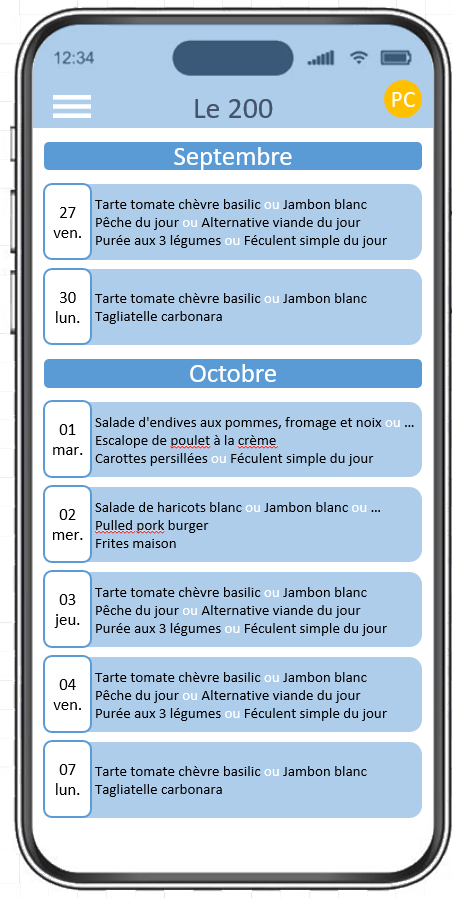 12:34
Le 200
PC
Septembre
27
ven.
Tarte tomate chèvre basilic ou Jambon blanc
Pêche du jour ou Alternative viande du jour
Purée aux 3 légumes ou Féculent simple du jour
30
lun.
Tarte tomate chèvre basilic ou Jambon blanc
Tagliatelle carbonara
Octobre
01
mar.
Salade d'endives aux pommes, fromage et noix ou ...
Escalope de poulet à la crème
Carottes persillées ou Féculent simple du jour
02
mer.
Salade de haricots blanc ou Jambon blanc ou ...
Pulled pork burger
Frites maison
03
jeu.
Tarte tomate chèvre basilic ou Jambon blanc
Pêche du jour ou Alternative viande du jour
Purée aux 3 légumes ou Féculent simple du jour
04
ven.
Tarte tomate chèvre basilic ou Jambon blanc
Pêche du jour ou Alternative viande du jour
Purée aux 3 légumes ou Féculent simple du jour
07
lun.
Tarte tomate chèvre basilic ou Jambon blanc
Tagliatelle carbonara